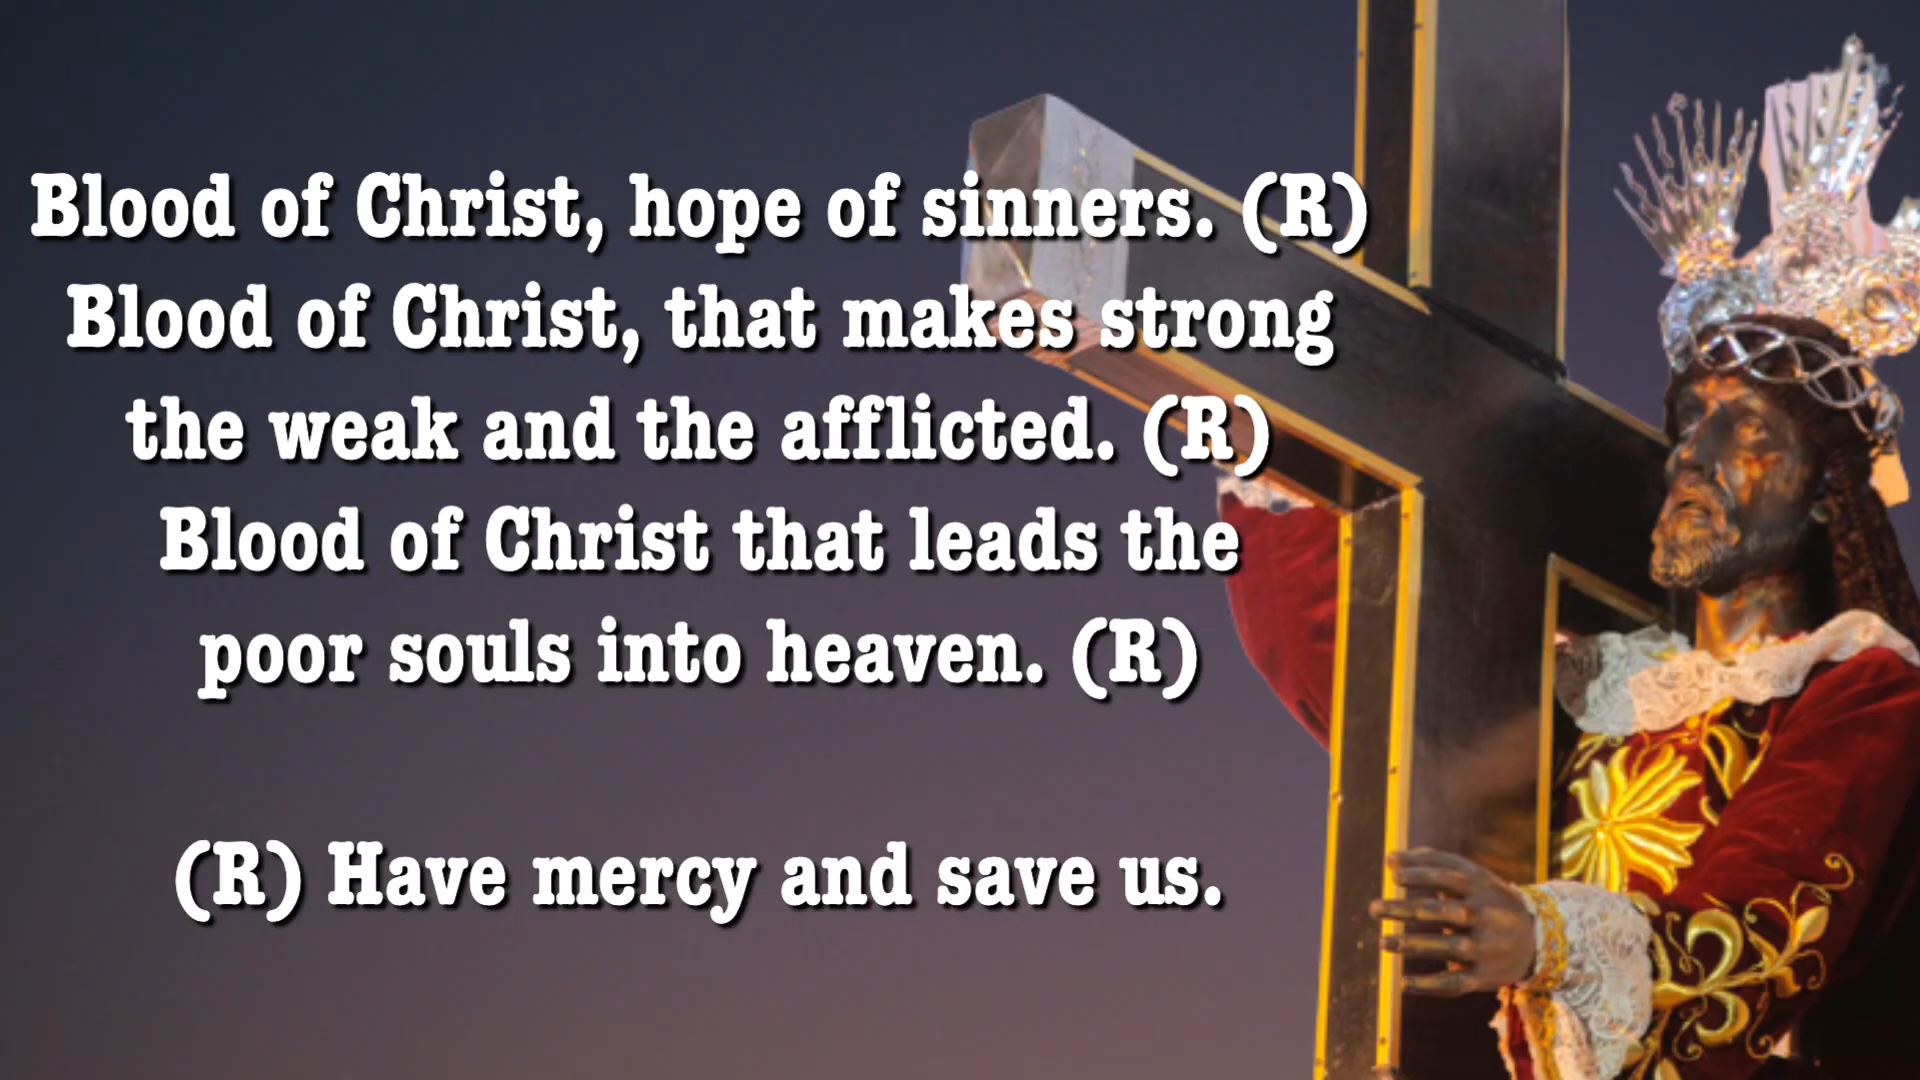 Blood of Christ, hope of sinners. (R)
Blood of Christ, that makes strong
the weak and the afflicted. (R)
Blood of Christ that leads the
poor souls into heaven. (R)
(R) Have mercy and save us.